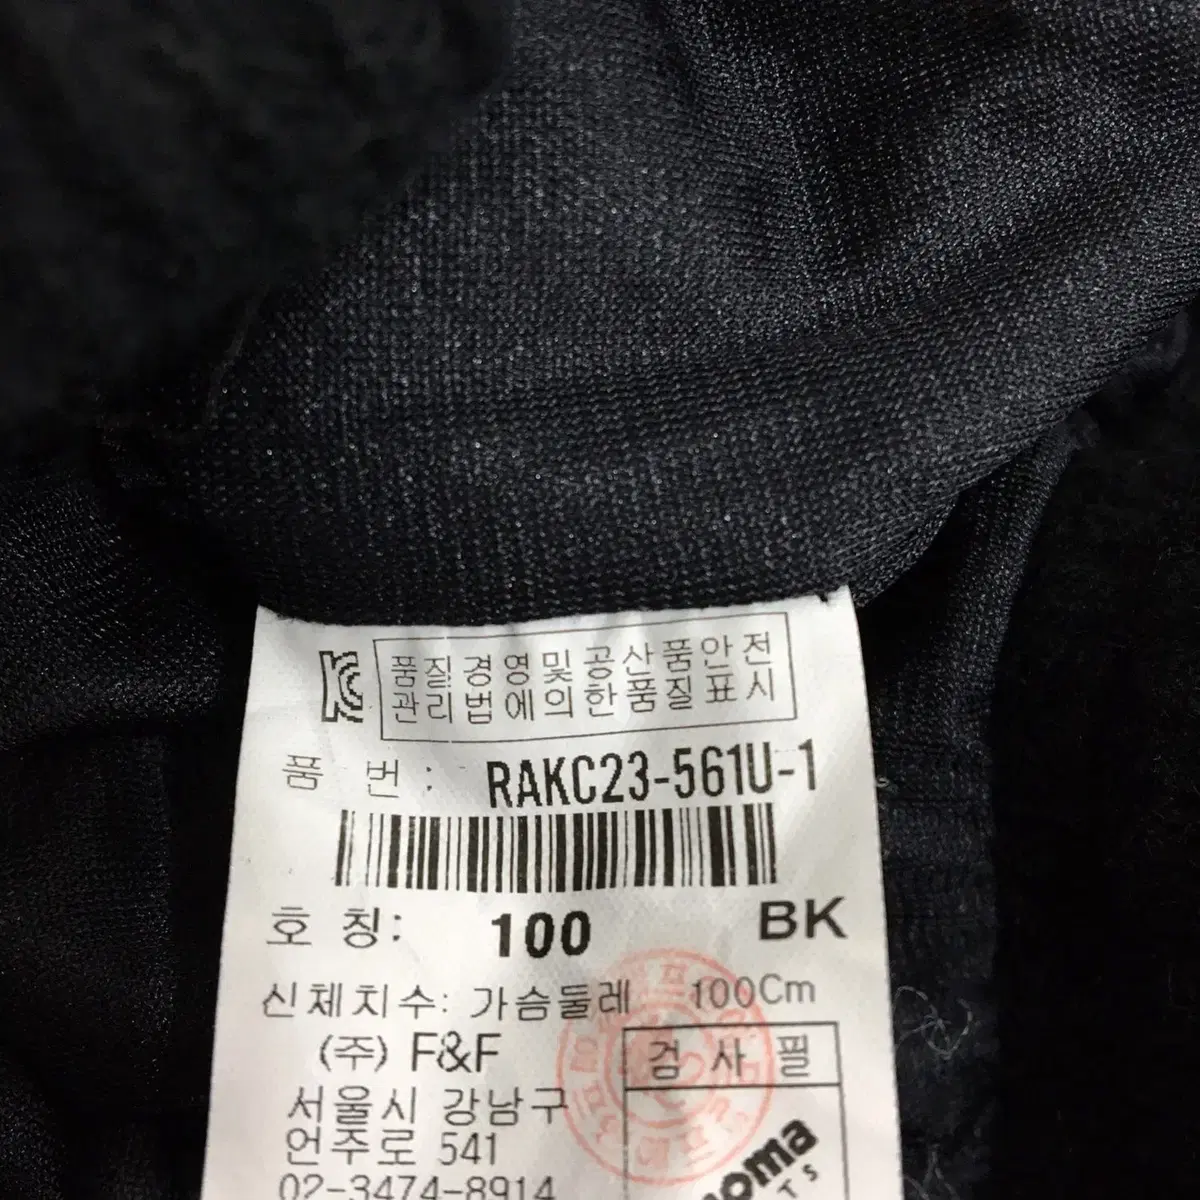 품질경영및공산품안전
관리법에의한품질표시
품 번 : RAKC23-561U-1
호 칭: 100 BK
신체치수: 가슴둘레 100Cm
(주) F&F
검 사 필
서울시 강남구
언주로 541
02-3474-8914